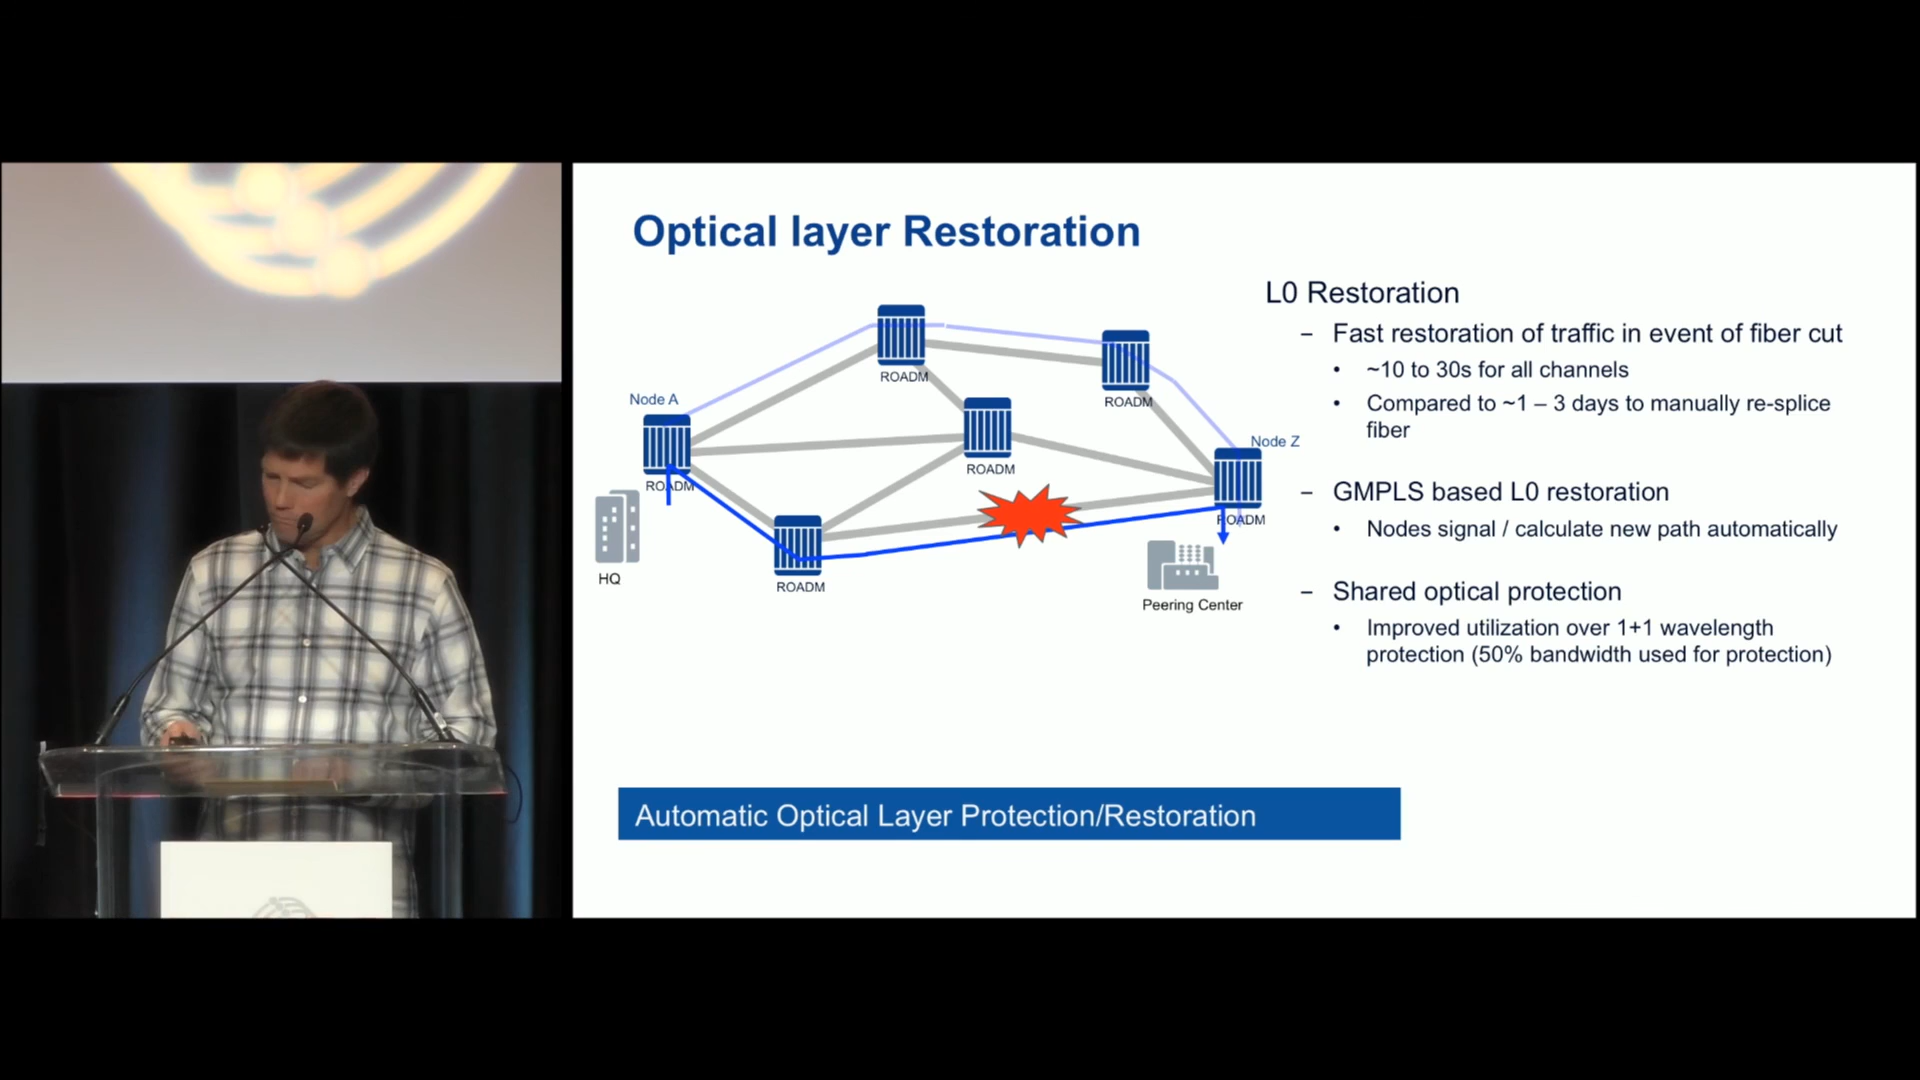 Optical layer Restoration
L0 Restoration
– Fast restoration of traffic in event of fiber cut
• ~10 to 30s for all channels
• Compared to ~1 – 3 days to manually re-splice
fiber
– GMPLS based L0 restoration
• Nodes signal / calculate new path automatically
– Shared optical protection
• Improved utilization over 1+1 wavelength
protection (50% bandwidth used for protection)
ROADM
ROADM
Node A
ROADM
ROADM
Node Z
ROADM
HQ
ROADM
Peering Center
Automatic Optical Layer Protection/Restoration